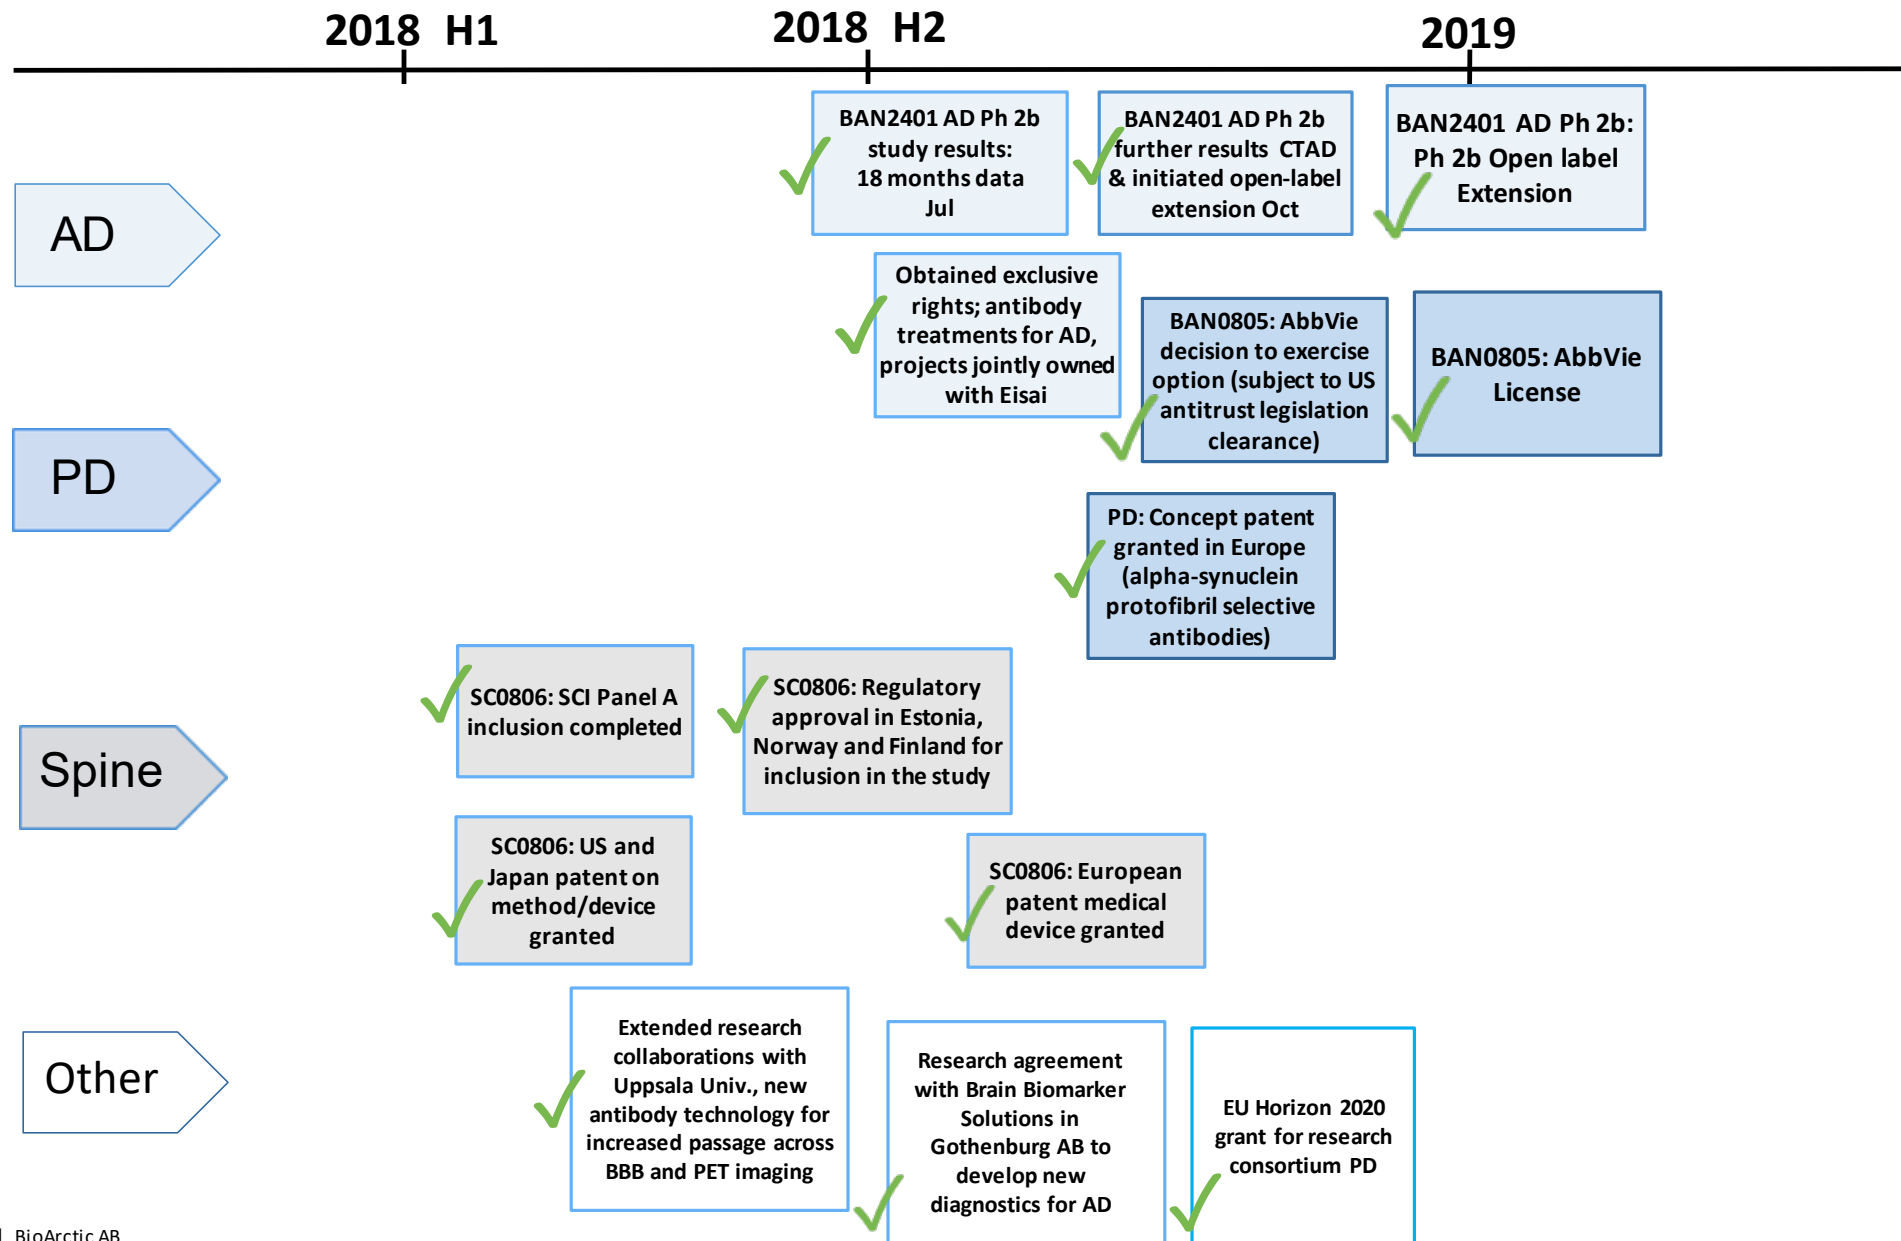 2018 H1
2018 H2
2019
AD
BAN2401 AD Ph 2b
study results:
18 months data
Jul
BAN2401 AD Ph 2b
further results CTAD
& initiated open-label
extension Oct
BAN2401 AD Ph 2b:
Ph 2b Open label
Extension
Obtained exclusive
rights; antibody
treatments for AD,
projects jointly owned
with Eisai
PD
BAN0805: AbbVie
decision to exercise
option (subject to US
antitrust legislation
clearance)
BAN0805: AbbVie
License
PD: Concept patent
granted in Europe
(alpha-synuclein
protofibril selective
antibodies)
Spine
SC0806: SCI Panel A
inclusion completed
SC0806: Regulatory
approval in Estonia,
Norway and Finland for
inclusion in the study
SC0806: US and
Japan patent on
method/device
granted
SC0806: European
patent medical
device granted
Other
Extended research
collaborations with
Uppsala Univ., new
antibody technology for
increased passage across
BBB and PET imaging
Research agreement
with Brain Biomarker
Solutions in
Gothenburg AB to
develop new
diagnostics for AD
EU Horizon 2020
grant for research
consortium PD
BioArctic AB